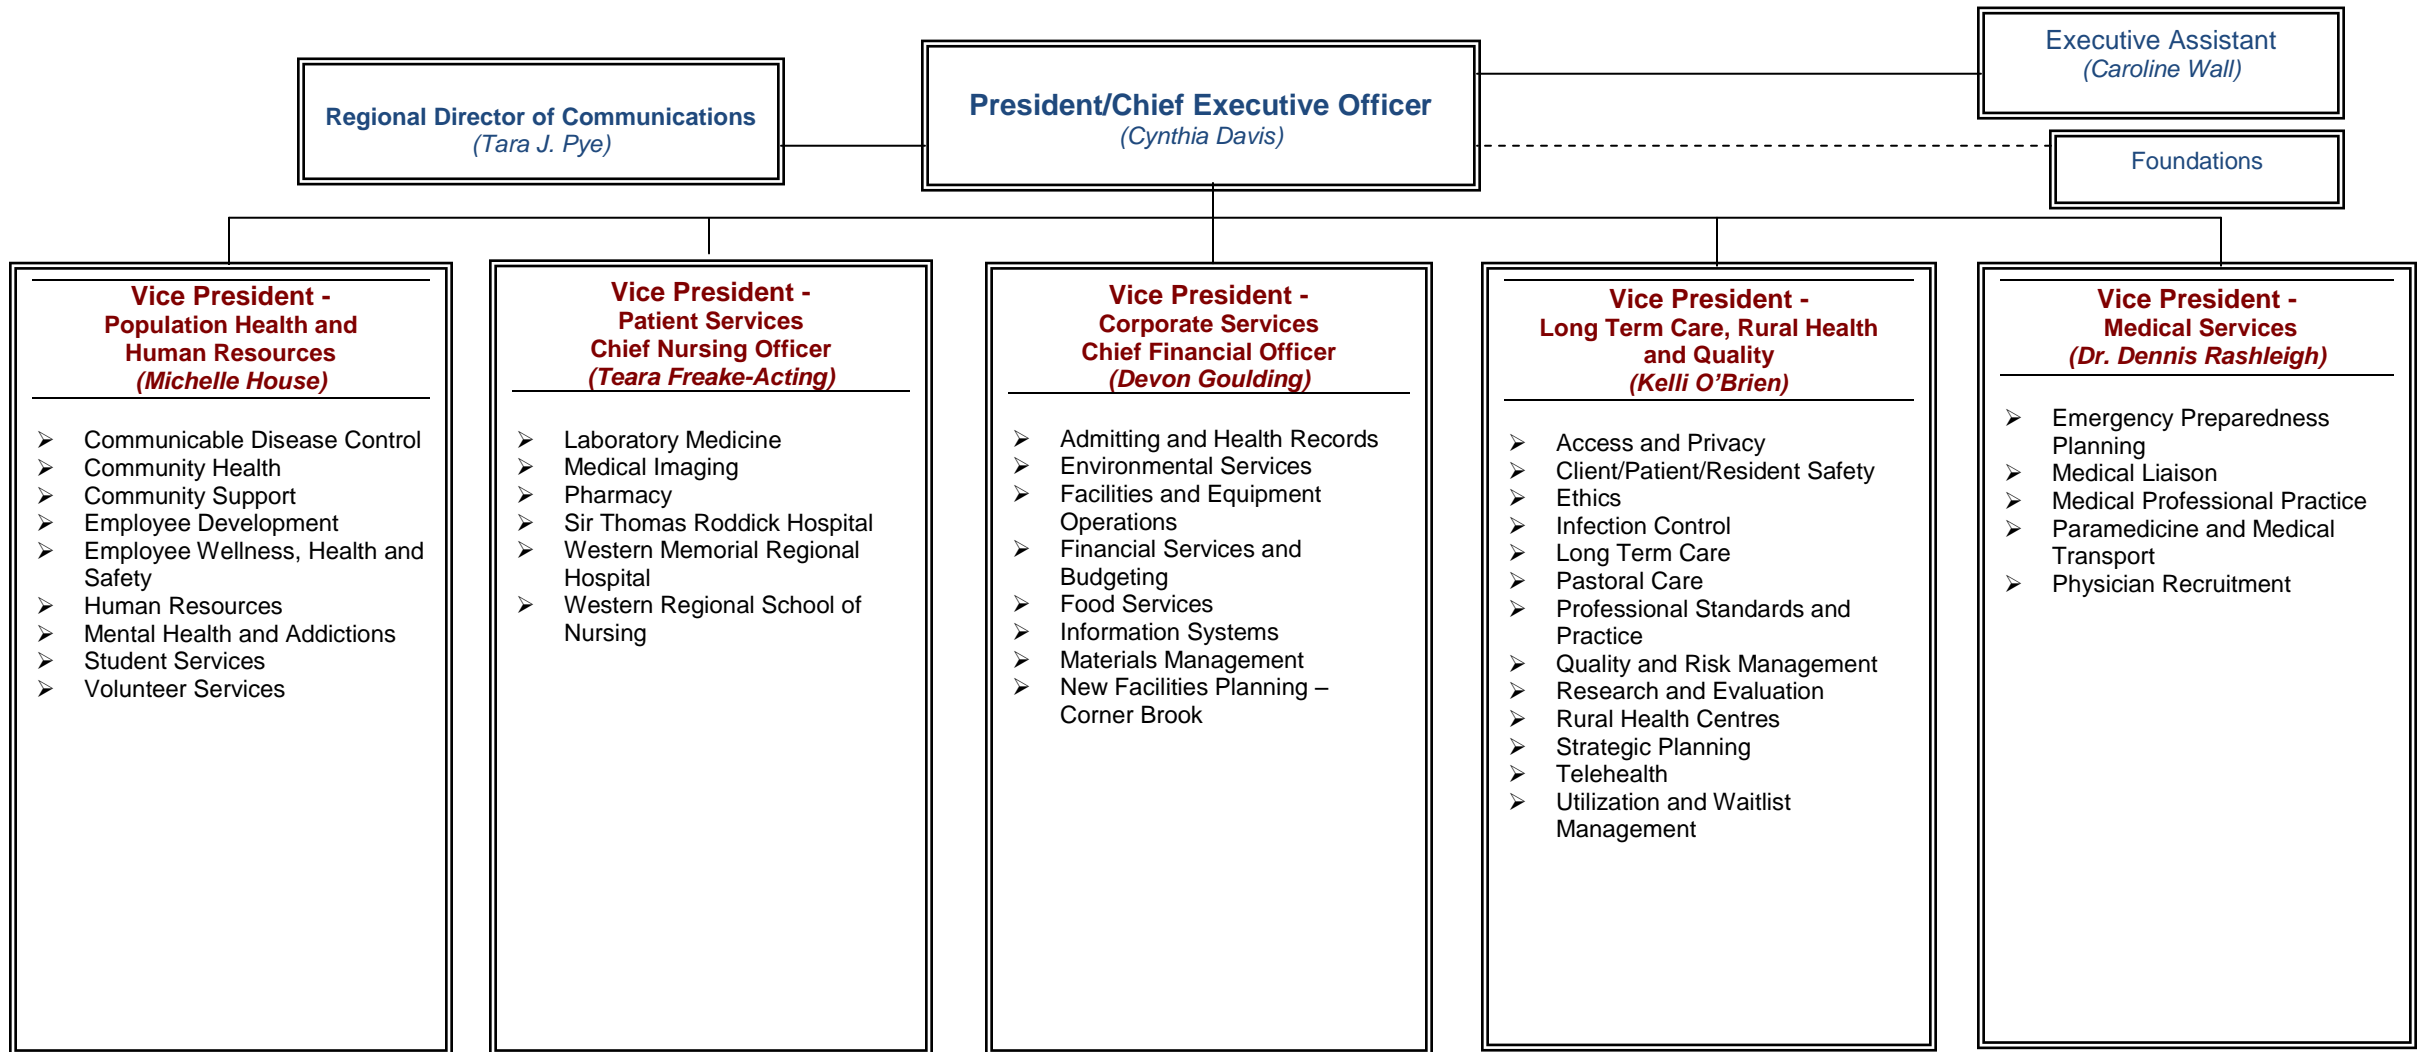 Executive Assistant
(Caroline Wall)
President/Chief Executive Officer
(Cynthia Davis)
Regional Director of Communications
(Tara J. Pye)
Foundations
Vice President -
Population Health and
Human Resources
(Michelle House)
➢ Communicable Disease Control
➢ Community Health
➢ Community Support
➢ Employee Development
➢ Employee Wellness, Health and
Safety
➢ Human Resources
➢ Mental Health and Addictions
➢ Student Services
➢ Volunteer Services
Vice President -
Patient Services
Chief Nursing Officer
(Teara Freake-Acting)
➢ Laboratory Medicine
➢ Medical Imaging
➢ Pharmacy
➢ Sir Thomas Roddick Hospital
➢ Western Memorial Regional
Hospital
➢ Western Regional School of
Nursing
Vice President -
Corporate Services
Chief Financial Officer
(Devon Goulding)
➢ Admitting and Health Records
➢ Environmental Services
➢ Facilities and Equipment
Operations
➢ Financial Services and
Budgeting
➢ Food Services
➢ Information Systems
➢ Materials Management
➢ New Facilities Planning –
Corner Brook
Vice President -
Long Term Care, Rural Health
and Quality
(Kelli O’Brien)
➢ Access and Privacy
➢ Client/Patient/Resident Safety
➢ Ethics
➢ Infection Control
➢ Long Term Care
➢ Pastoral Care
➢ Professional Standards and
Practice
➢ Quality and Risk Management
➢ Research and Evaluation
➢ Rural Health Centres
➢ Strategic Planning
➢ Telehealth
➢ Utilization and Waitlist
Management
Vice President -
Medical Services
(Dr. Dennis Rashleigh)
➢ Emergency Preparedness
Planning
➢ Medical Liaison
➢ Medical Professional Practice
➢ Paramedicine and Medical
Transport
➢ Physician Recruitment